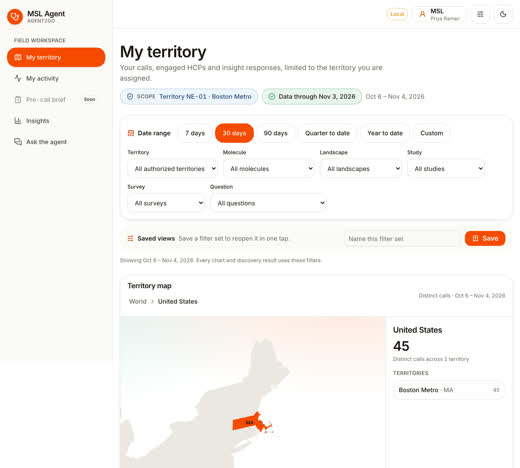 MSL Agent
AGENT2GO
Local
MSL
Priya Raman
FIELD WORKSPACE
My territory
My activity
Pre-call brief
Soon
Insights
Ask the agent
My territory
Your calls, engaged HCPs and insight responses, limited to the territory you are
assigned.
SCOPE Territory NE-01 · Boston Metro
Data through Nov 3, 2026
Oct 6 – Nov 4, 2026
Date range
7 days
30 days
90 days
Quarter to date
Year to date
Custom
Territory
Molecule
Landscape
Study
All authorized territories
All molecules
All landscapes
All studies
Survey
Question
All surveys
All questions
Saved views Save a filter set to reopen it in one tap.
Name this filter set
Save
Showing Oct 6 – Nov 4, 2026. Every chart and discovery result uses these filters.
Territory map
World > United States
Distinct calls · Oct 6 – Nov 4, 2026
United States
45
Distinct calls across 1 territory
TERRITORIES
Boston Metro · MA
45
MA